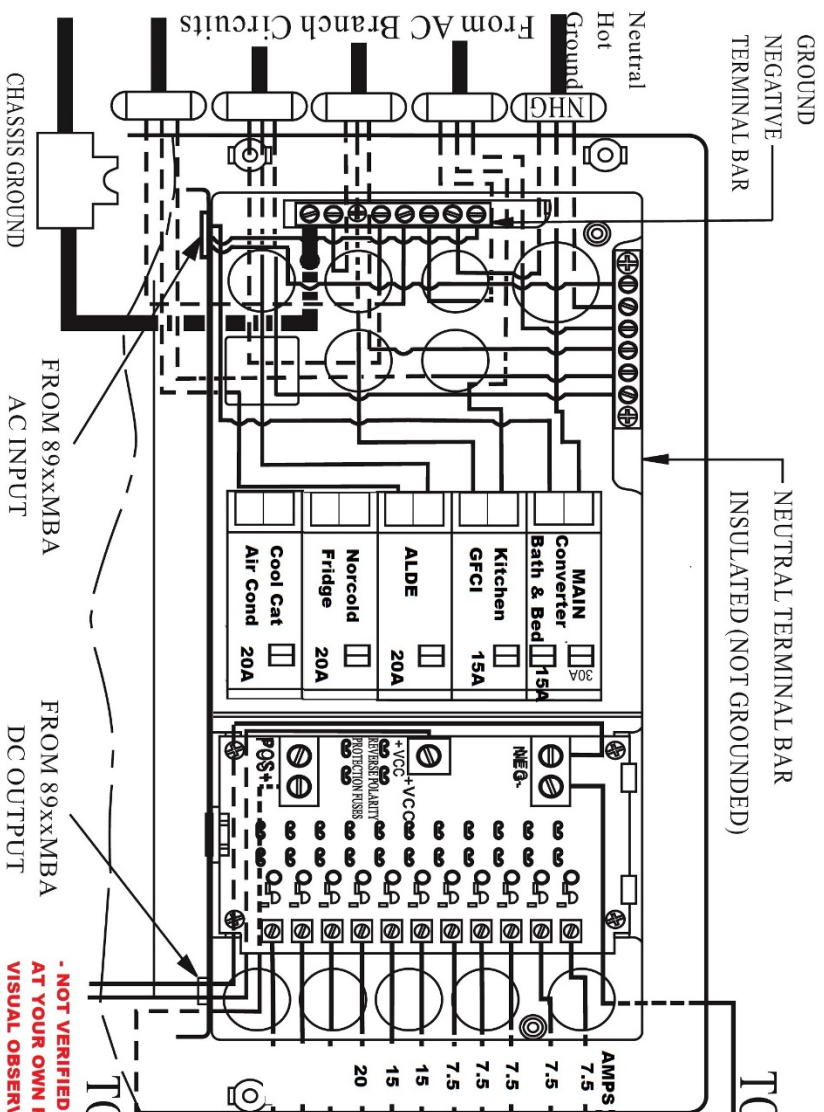 GROUND
NEGATIVE
TERMINAL BAR
Neutral
Hot
Ground
From AC Branch Circuits
NHG
CHASSIS GROUND
NEUTRAL TERMINAL BAR
INSULATED (NOT GROUNDED)
FROM 89xxMBA
AC INPUT
MAIN
Converter
Bath & Bed
30A
15A
Kitchen
GFCI
15A
ALDE
20A
Norcold
Fridge
20A
Cool Cat
Air Cond
20A
FROM 89xxMBA
DC OUTPUT
NEG-
+VCC
+VCC
REVERSE POLARITY
PROTECTION FUSES
POS+
AMPS
7.5
7.5
7.5
7.5
7.5
15
15
20
- NOT VERIFIED
AT YOUR OWN
VISUAL